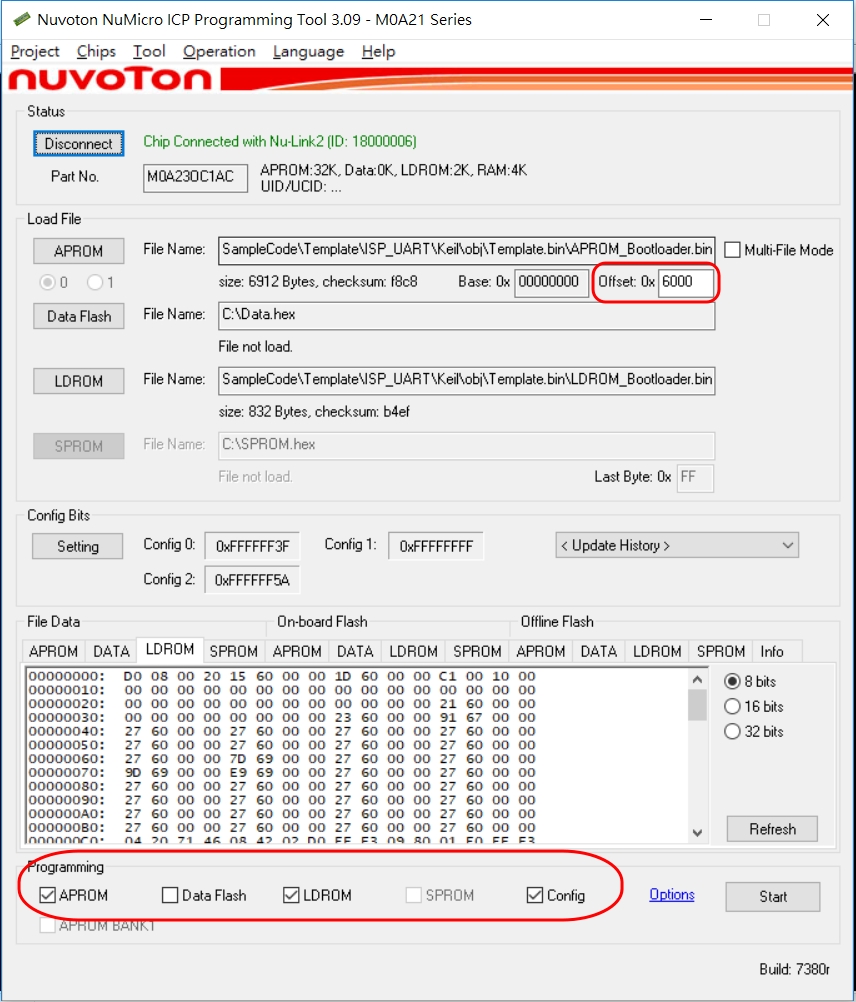 Nuvoton NuMicro ICP Programming Tool 3.09 - M0A21 Series
Project Chips Tool Operation Language Help
nuvoTon
Status
Disconnect Chip Connected with Nu-Link2 (ID: 18000006)
Part No. M0A23OC1AC APROM:32K, Data:0K, LDROM:2K, RAM:4K
UID/UCID: ...
Load File
APROM File Name: SampleCode\Template\ISP_UART\Keil\obj\Template.bin\APROM_Bootloader.bin Multi-File Mode
0 1 size: 6912 Bytes, checksum: f8c8 Base: 0x 00000000 Offset: 0x 6000
Data Flash File Name: C:\Data.hex
File not load.
LDROM File Name: SampleCode\Template\ISP_UART\Keil\obj\Template.bin\LDROM_Bootloader.bin
size: 832 Bytes, checksum: b4ef
SPROM File Name: C:\SPROM.hex
File not load. Last Byte: 0x FF
Config Bits
Setting Config 0: 0xFFFFFF3F Config 1: 0xFFFFFFFF < Update History >
Config 2: 0xFFFFFF5A
File Data On-board Flash Offline Flash
APROM DATA LDROM SPROM APROM DATA LDROM SPROM APROM DATA LDROM SPROM Info
00000000: D0 08 00 20 15 60 00 00 1D 60 00 00 C1 00 10 00 8 bits
00000010: 00 00 00 00 00 00 00 00 00 00 00 00 00 00 00 00
00000020: 00 00 00 00 00 00 00 00 00 00 00 00 21 60 00 00 16 bits
00000030: 00 00 00 00 00 00 00 00 23 60 00 00 91 67 00 00
00000040: 27 60 00 00 27 60 00 00 27 60 00 00 27 60 00 00 32 bits
00000050: 27 60 00 00 27 60 00 00 27 60 00 00 27 60 00 00
00000060: 27 60 00 00 7D 69 00 00 27 60 00 00 27 60 00 00
00000070: 9D 69 00 00 E9 69 00 00 27 60 00 00 27 60 00 00
00000080: 27 60 00 00 27 60 00 00 27 60 00 00 27 60 00 00
00000090: 27 60 00 00 27 60 00 00 27 60 00 00 27 60 00 00
000000A0: 27 60 00 00 27 60 00 00 27 60 00 00 27 60 00 00
000000B0: 27 60 00 00 27 60 00 00 27 60 00 00 27 60 00 00 Refresh
000000C0: 04 20 71 46 08 42 02 D0 EF F3 09 80 01 E0 EF F3
Programming
APROM Data Flash LDROM SPROM Config Options Start
APROM BANK1
Build: 7380r